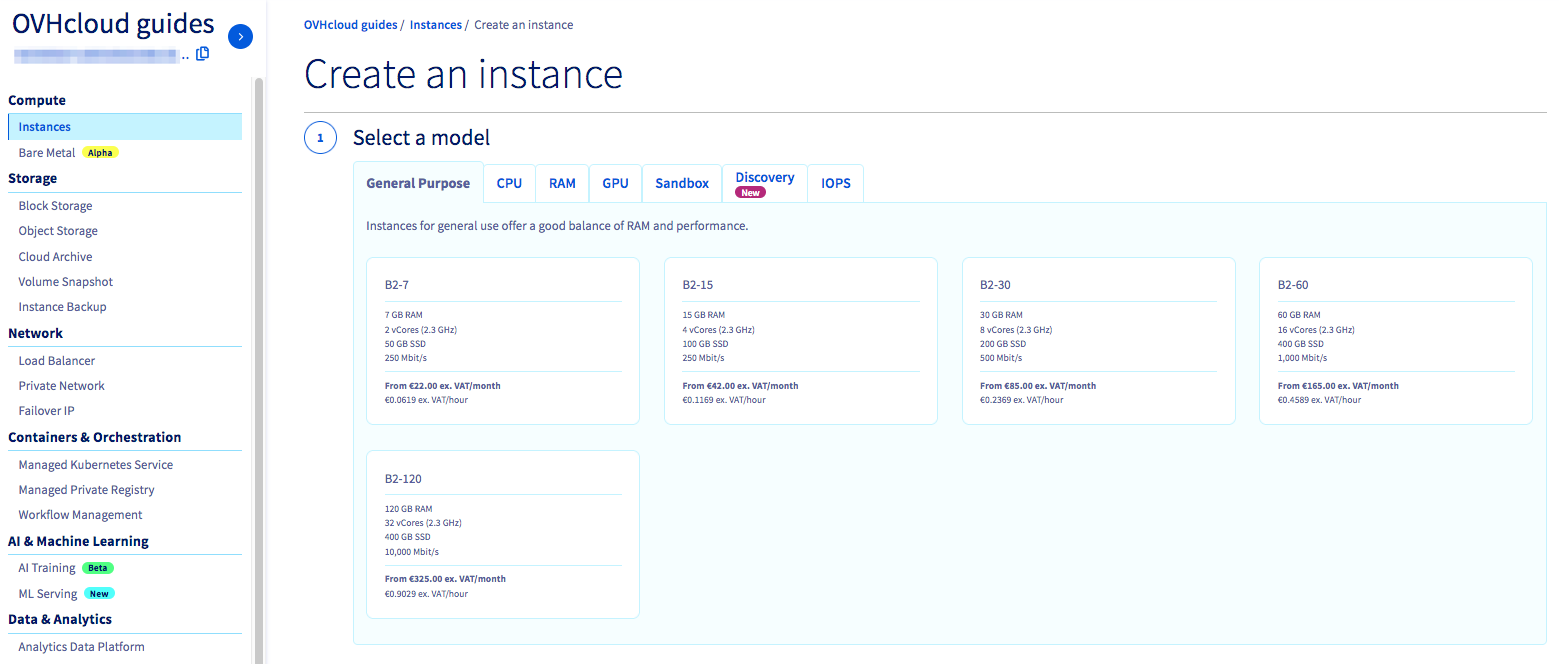 OVHcloud guides
..
Compute
Instances
Bare Metal Alpha
Storage
Block Storage
Object Storage
Cloud Archive
Volume Snapshot
Instance Backup
Network
Load Balancer
Private Network
Failover IP
Containers & Orchestration
Managed Kubernetes Service
Managed Private Registry
Workflow Management
AI & Machine Learning
AI Training Beta
ML Serving New
Data & Analytics
Analytics Data Platform
OVHcloud guides / Instances / Create an instance
Create an instance
1 Select a model
General Purpose CPU RAM GPU Sandbox Discovery New IOPS
Instances for general use offer a good balance of RAM and performance.
B2-7
7 GB RAM
2 vCores (2.3 GHz)
50 GB SSD
250 Mbit/s
From €22.00 ex. VAT/month
€0.0619 ex. VAT/hour
B2-15
15 GB RAM
4 vCores (2.3 GHz)
100 GB SSD
250 Mbit/s
From €42.00 ex. VAT/month
€0.1169 ex. VAT/hour
B2-30
30 GB RAM
8 vCores (2.3 GHz)
200 GB SSD
500 Mbit/s
From €85.00 ex. VAT/month
€0.2369 ex. VAT/hour
B2-60
60 GB RAM
16 vCores (2.3 GHz)
400 GB SSD
1,000 Mbit/s
From €165.00 ex. VAT/month
€0.4589 ex. VAT/hour
B2-120
120 GB RAM
32 vCores (2.3 GHz)
400 GB SSD
10,000 Mbit/s
From €325.00 ex. VAT/month
€0.9029 ex. VAT/hour